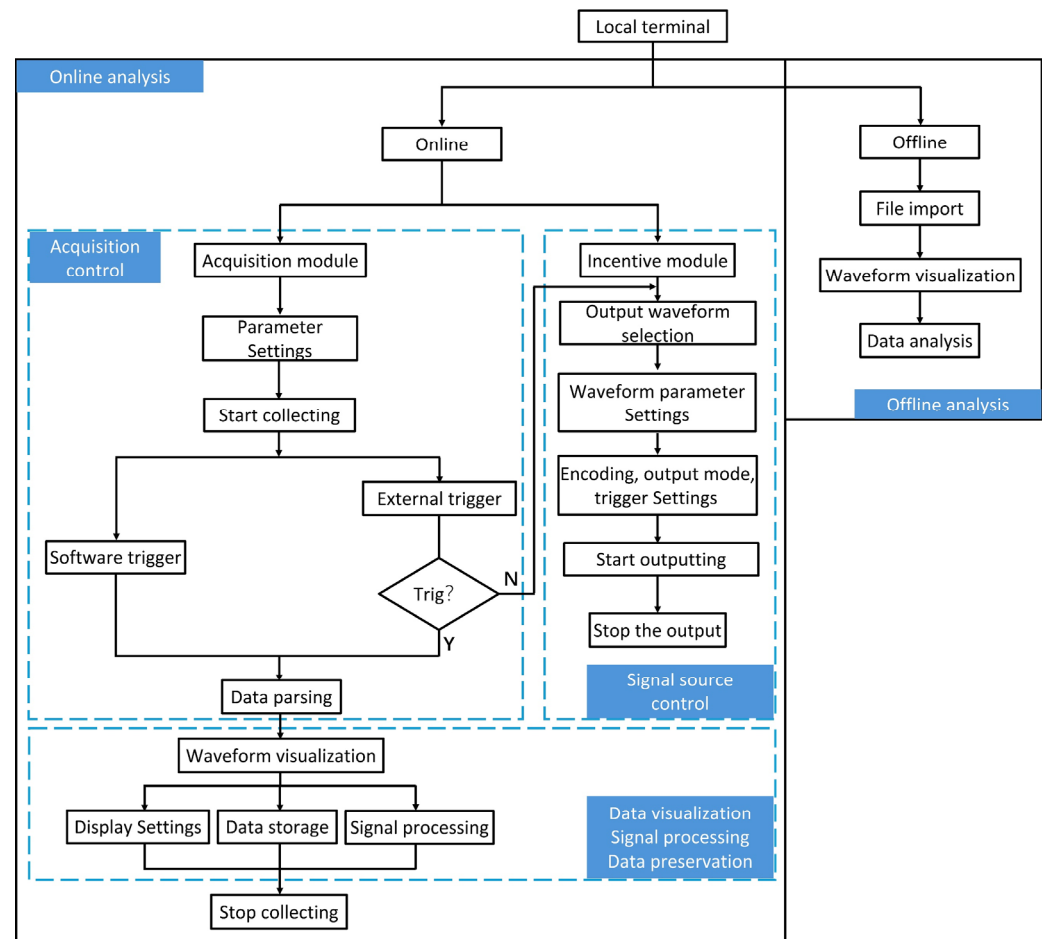 Local terminal
Online analysis
Online
Offline
File import
Acquisition
control
Acquisition module
Incentive module
Waveform visualization
Output waveform
selection
Parameter
Settings
Data analysis
Waveform parameter
Settings
Offline analysis
Start collecting
Encoding, output mode,
trigger Settings
External trigger
Software trigger
Start outputting
Trig?
N
Y
Stop the output
Signal source
control
Data parsing
Waveform visualization
Display Settings
Data storage
Signal processing
Data visualization
Signal processing
Data preservation
Stop collecting